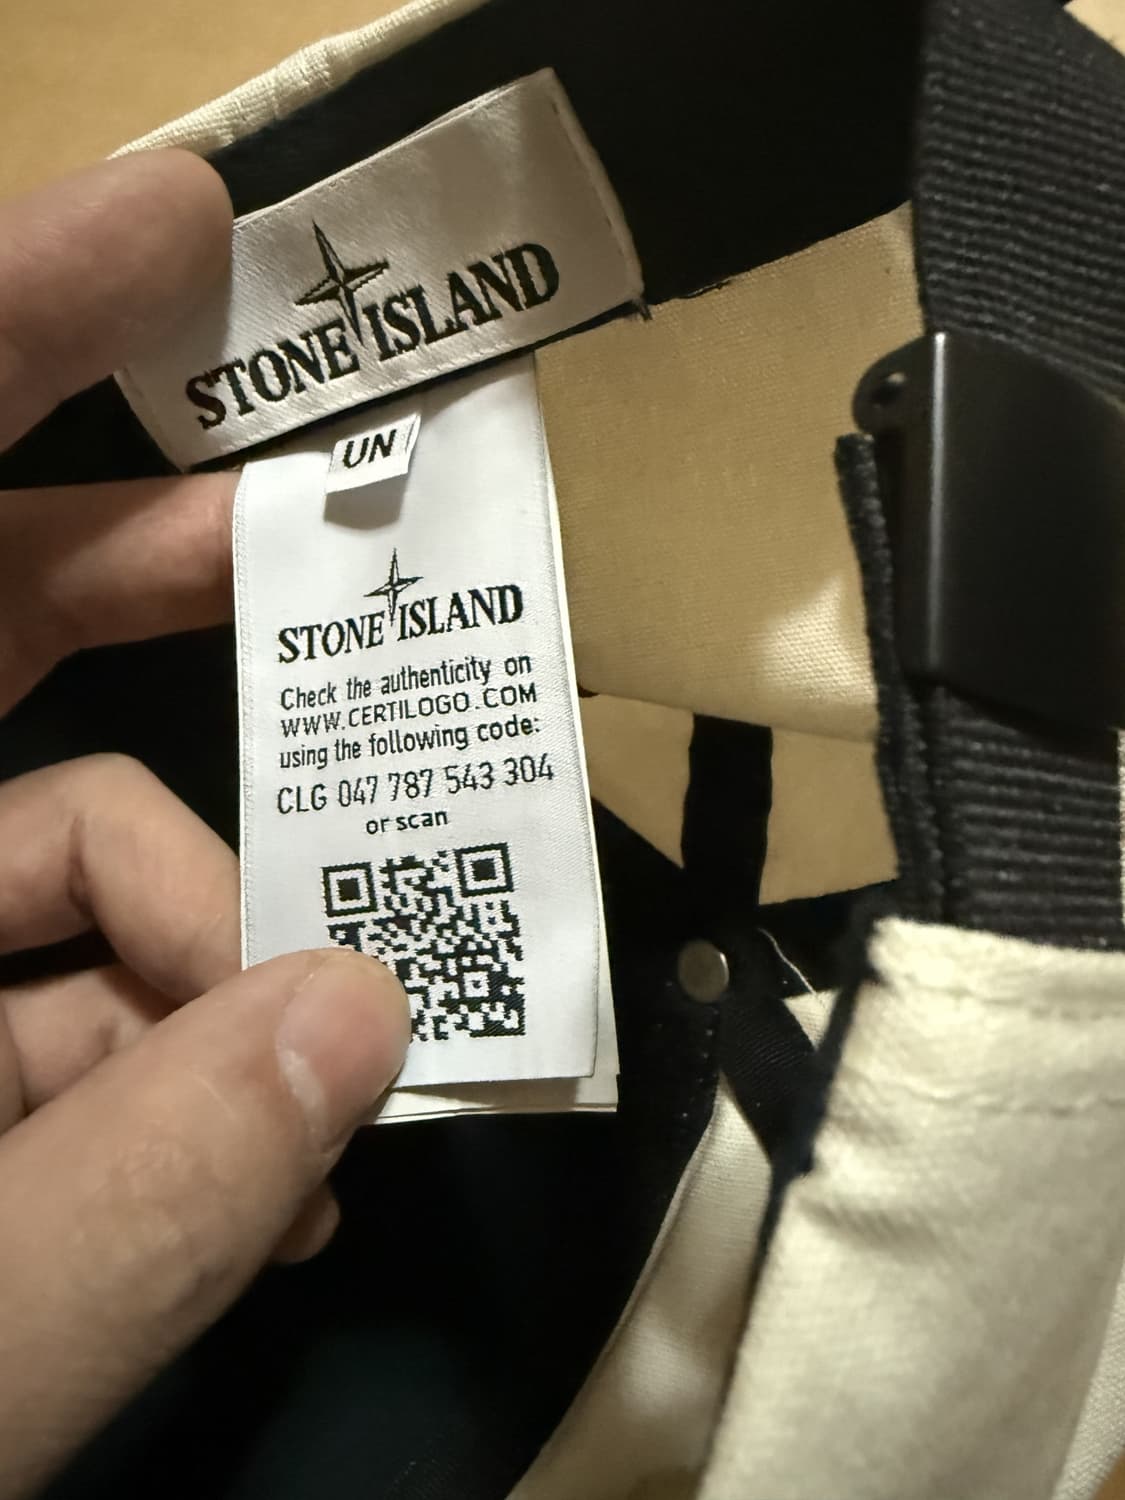 STONE ISLAND
UN
STONE ISLAND
Check the authenticity on
WWW.CERTILOGO.COM
using the following code:
CLG 047 787 543 304
or scan